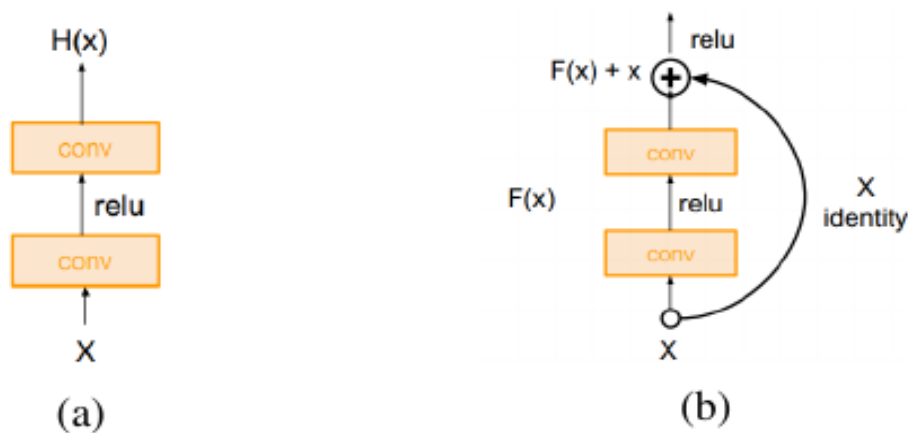 H(x)
conv
relu
conv
X
(a)
relu
F(x) + x
conv
F(x)
relu
X
identity
conv
X
(b)